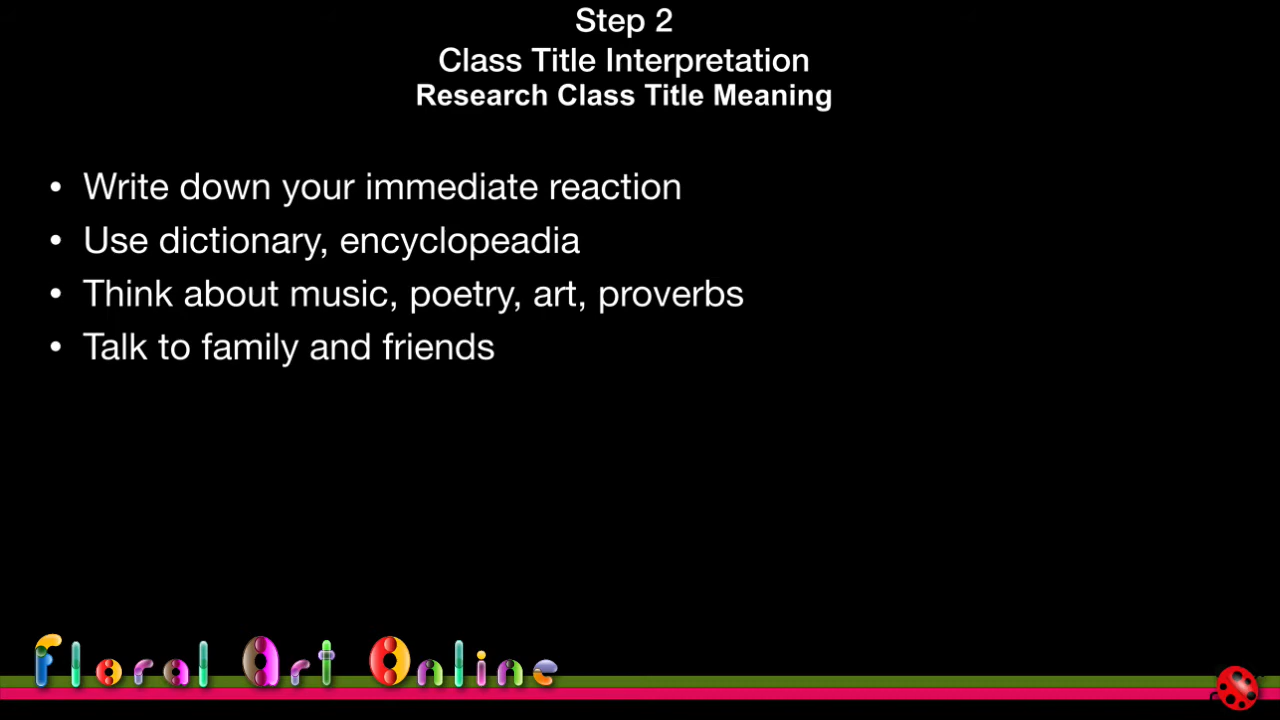 Step 2
Class Title Interpretation
Research Class Title Meaning
• Write down your immediate reaction
• Use dictionary, encyclopeadia
• Think about music, poetry, art, proverbs
• Talk to family and friends
Floral Art Online